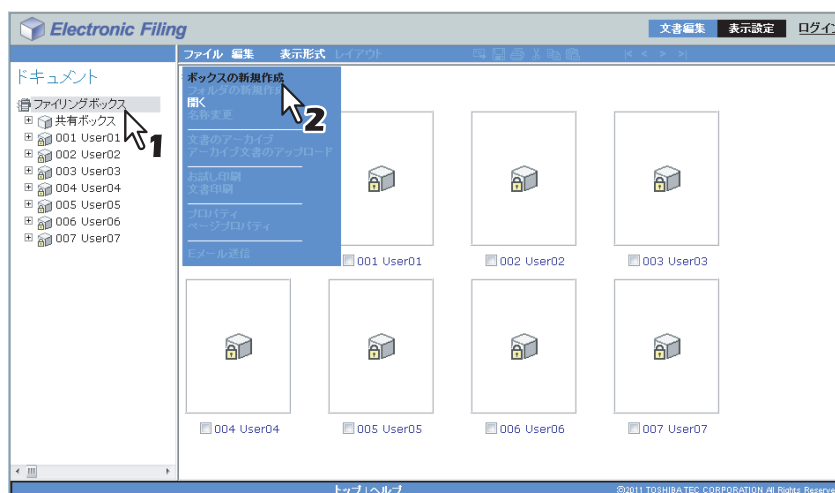 Electronic Filing
文書編集 表示設定 ログイン
ファイル 編集 表示形式 レイアウト
ドキュメント
ファイリングボックス
共有ボックス
001 User01
002 User02
003 User03
004 User04
005 User05
006 User06
007 User07
1
ボックスの新規作成
フォルダの新規作成
開く
名称変更
2
文書のアーカイブ
アーカイブ文書のアップロード
お試し印刷
文書印刷
プロパティ
ページプロパティ
Eメール送信
001 User01
002 User02
003 User03
004 User04
005 User05
006 User06
007 User07
トップ | ヘルプ
©2011 TOSHIBA TEC CORPORATION All Rights Reserve